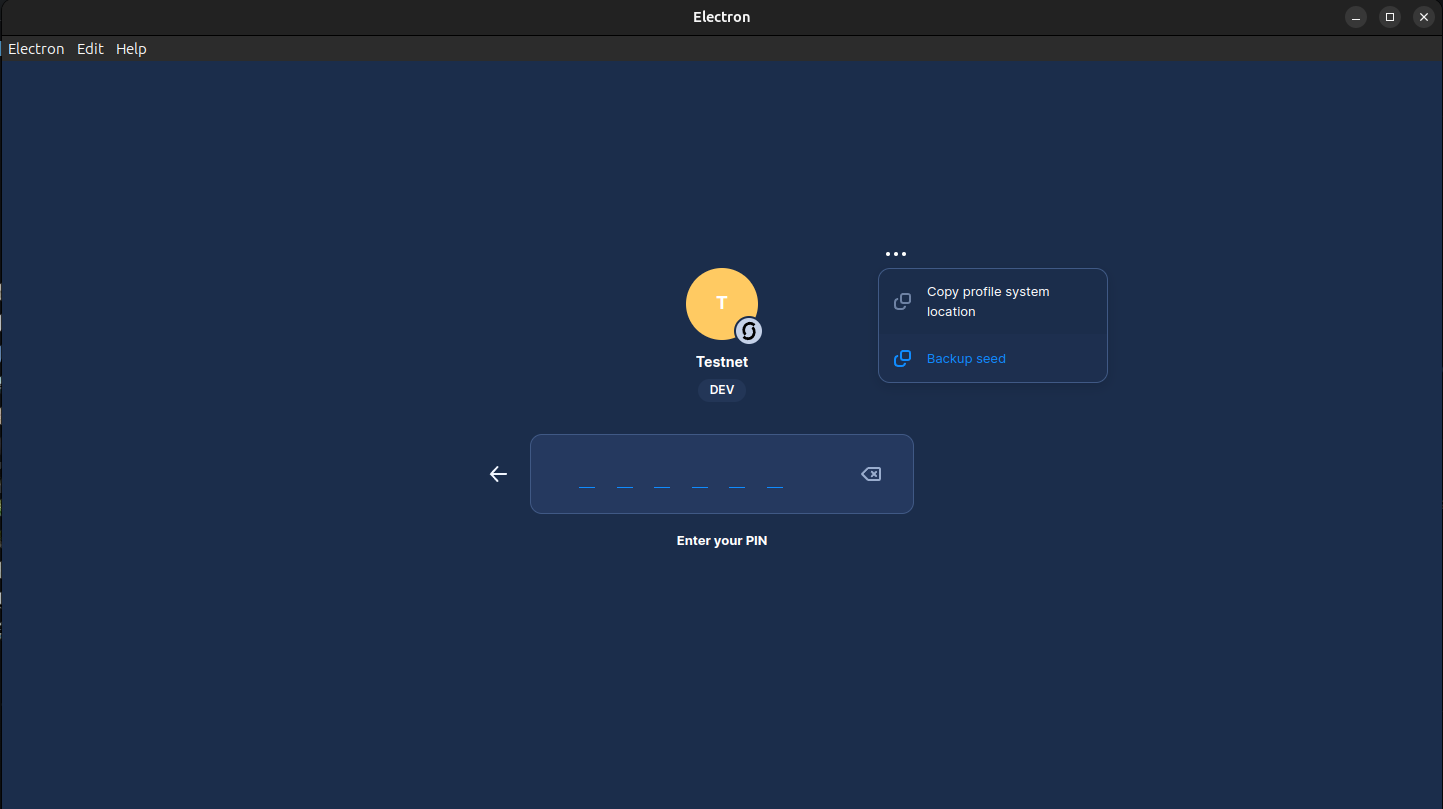 Electron
Electron Edit Help
Copy profile system
location
Backup seed
T
Testnet
DEV
Enter your PIN